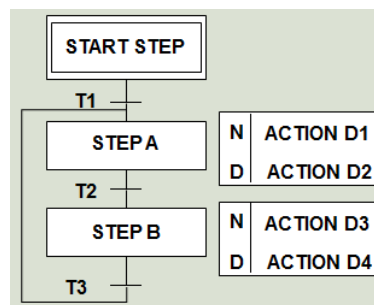 START STEP
T1
STEP A
N ACTION D1
D ACTION D2
T2
STEP B
N ACTION D3
D ACTION D4
T3